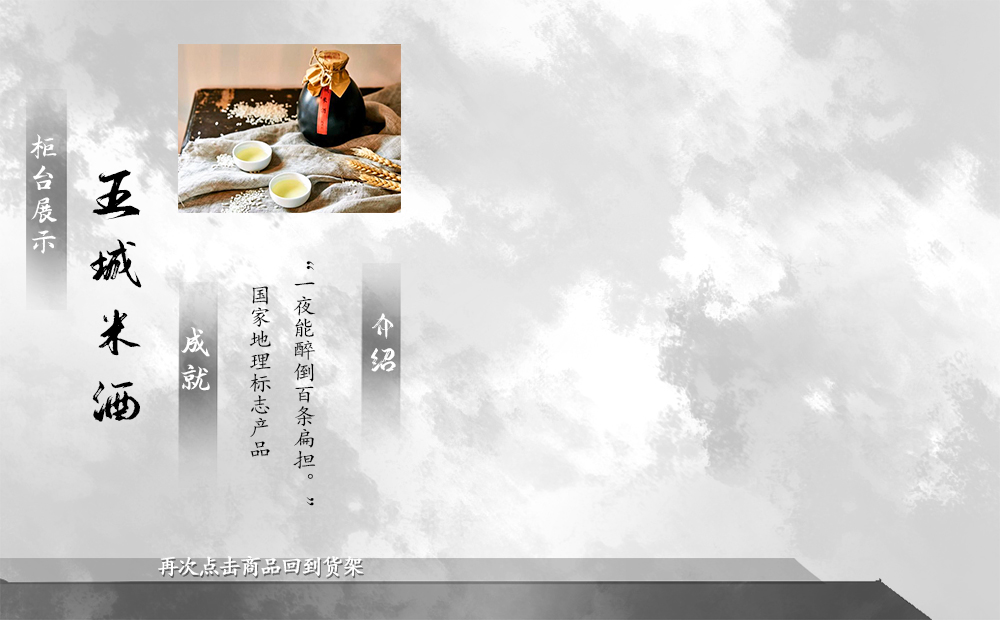 柜台展示
五城米酒
介绍
“一夜能醉倒百条扁担。”
成就
国家地理标志产品
再次点击商品回到货架